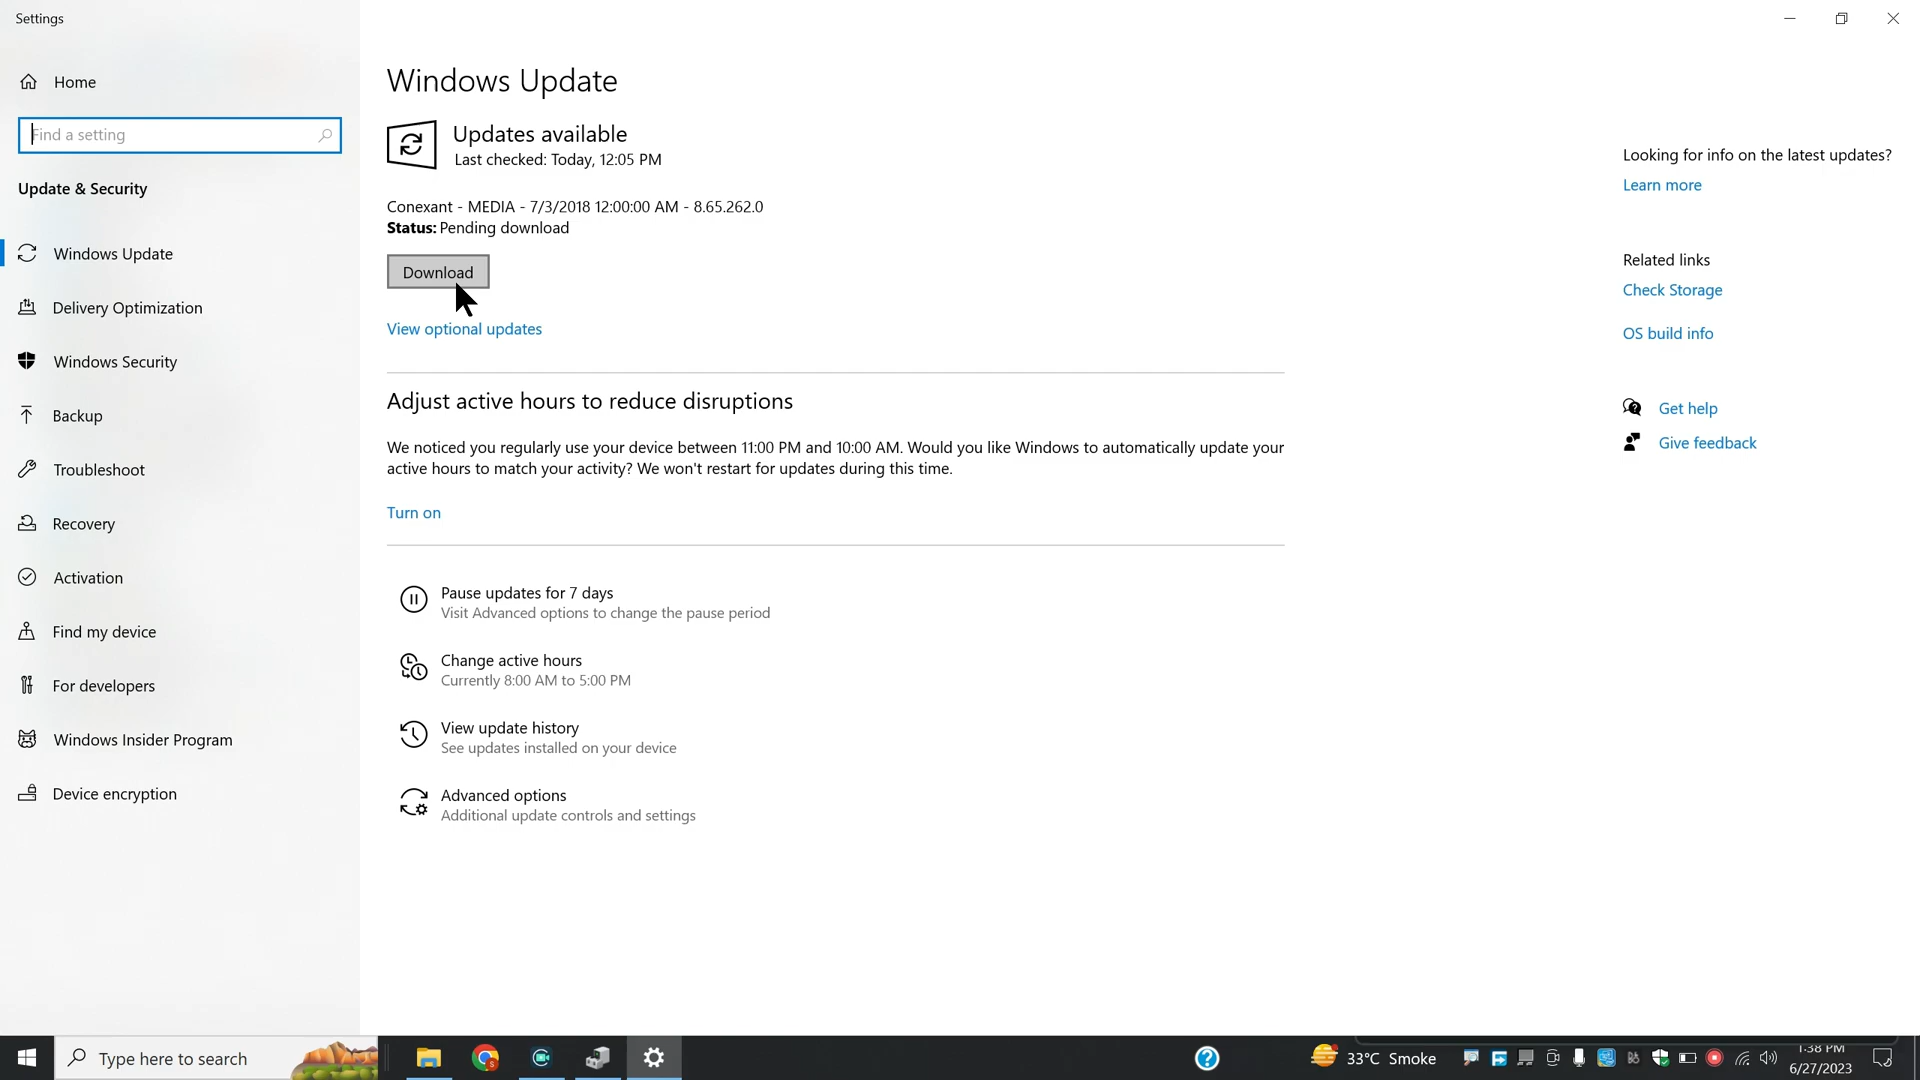 Settings
Home
Find a setting
Update & Security
Windows Update
Delivery Optimization
Windows Security
Backup
Troubleshoot
Recovery
Activation
Find my device
For developers
Windows Insider Program
Device encryption
Windows Update
Updates available
Last checked: Today, 12:05 PM
Conexant - MEDIA - 7/3/2018 12:00:00 AM - 8.65.262.0
Status: Pending download
Download
View optional updates
Adjust active hours to reduce disruptions
We noticed you regularly use your device between 11:00 PM and 10:00 AM. Would you like Windows to automatically update your
active hours to match your activity? We won't restart for updates during this time.
Turn on
Pause updates for 7 days
Visit Advanced options to change the pause period
Change active hours
Currently 8:00 AM to 5:00 PM
View update history
See updates installed on your device
Advanced options
Additional update controls and settings
Looking for info on the latest updates?
Learn more
Related links
Check Storage
OS build info
Get help
Give feedback
Type here to search
33°C Smoke
1:38 PM
6/27/2023